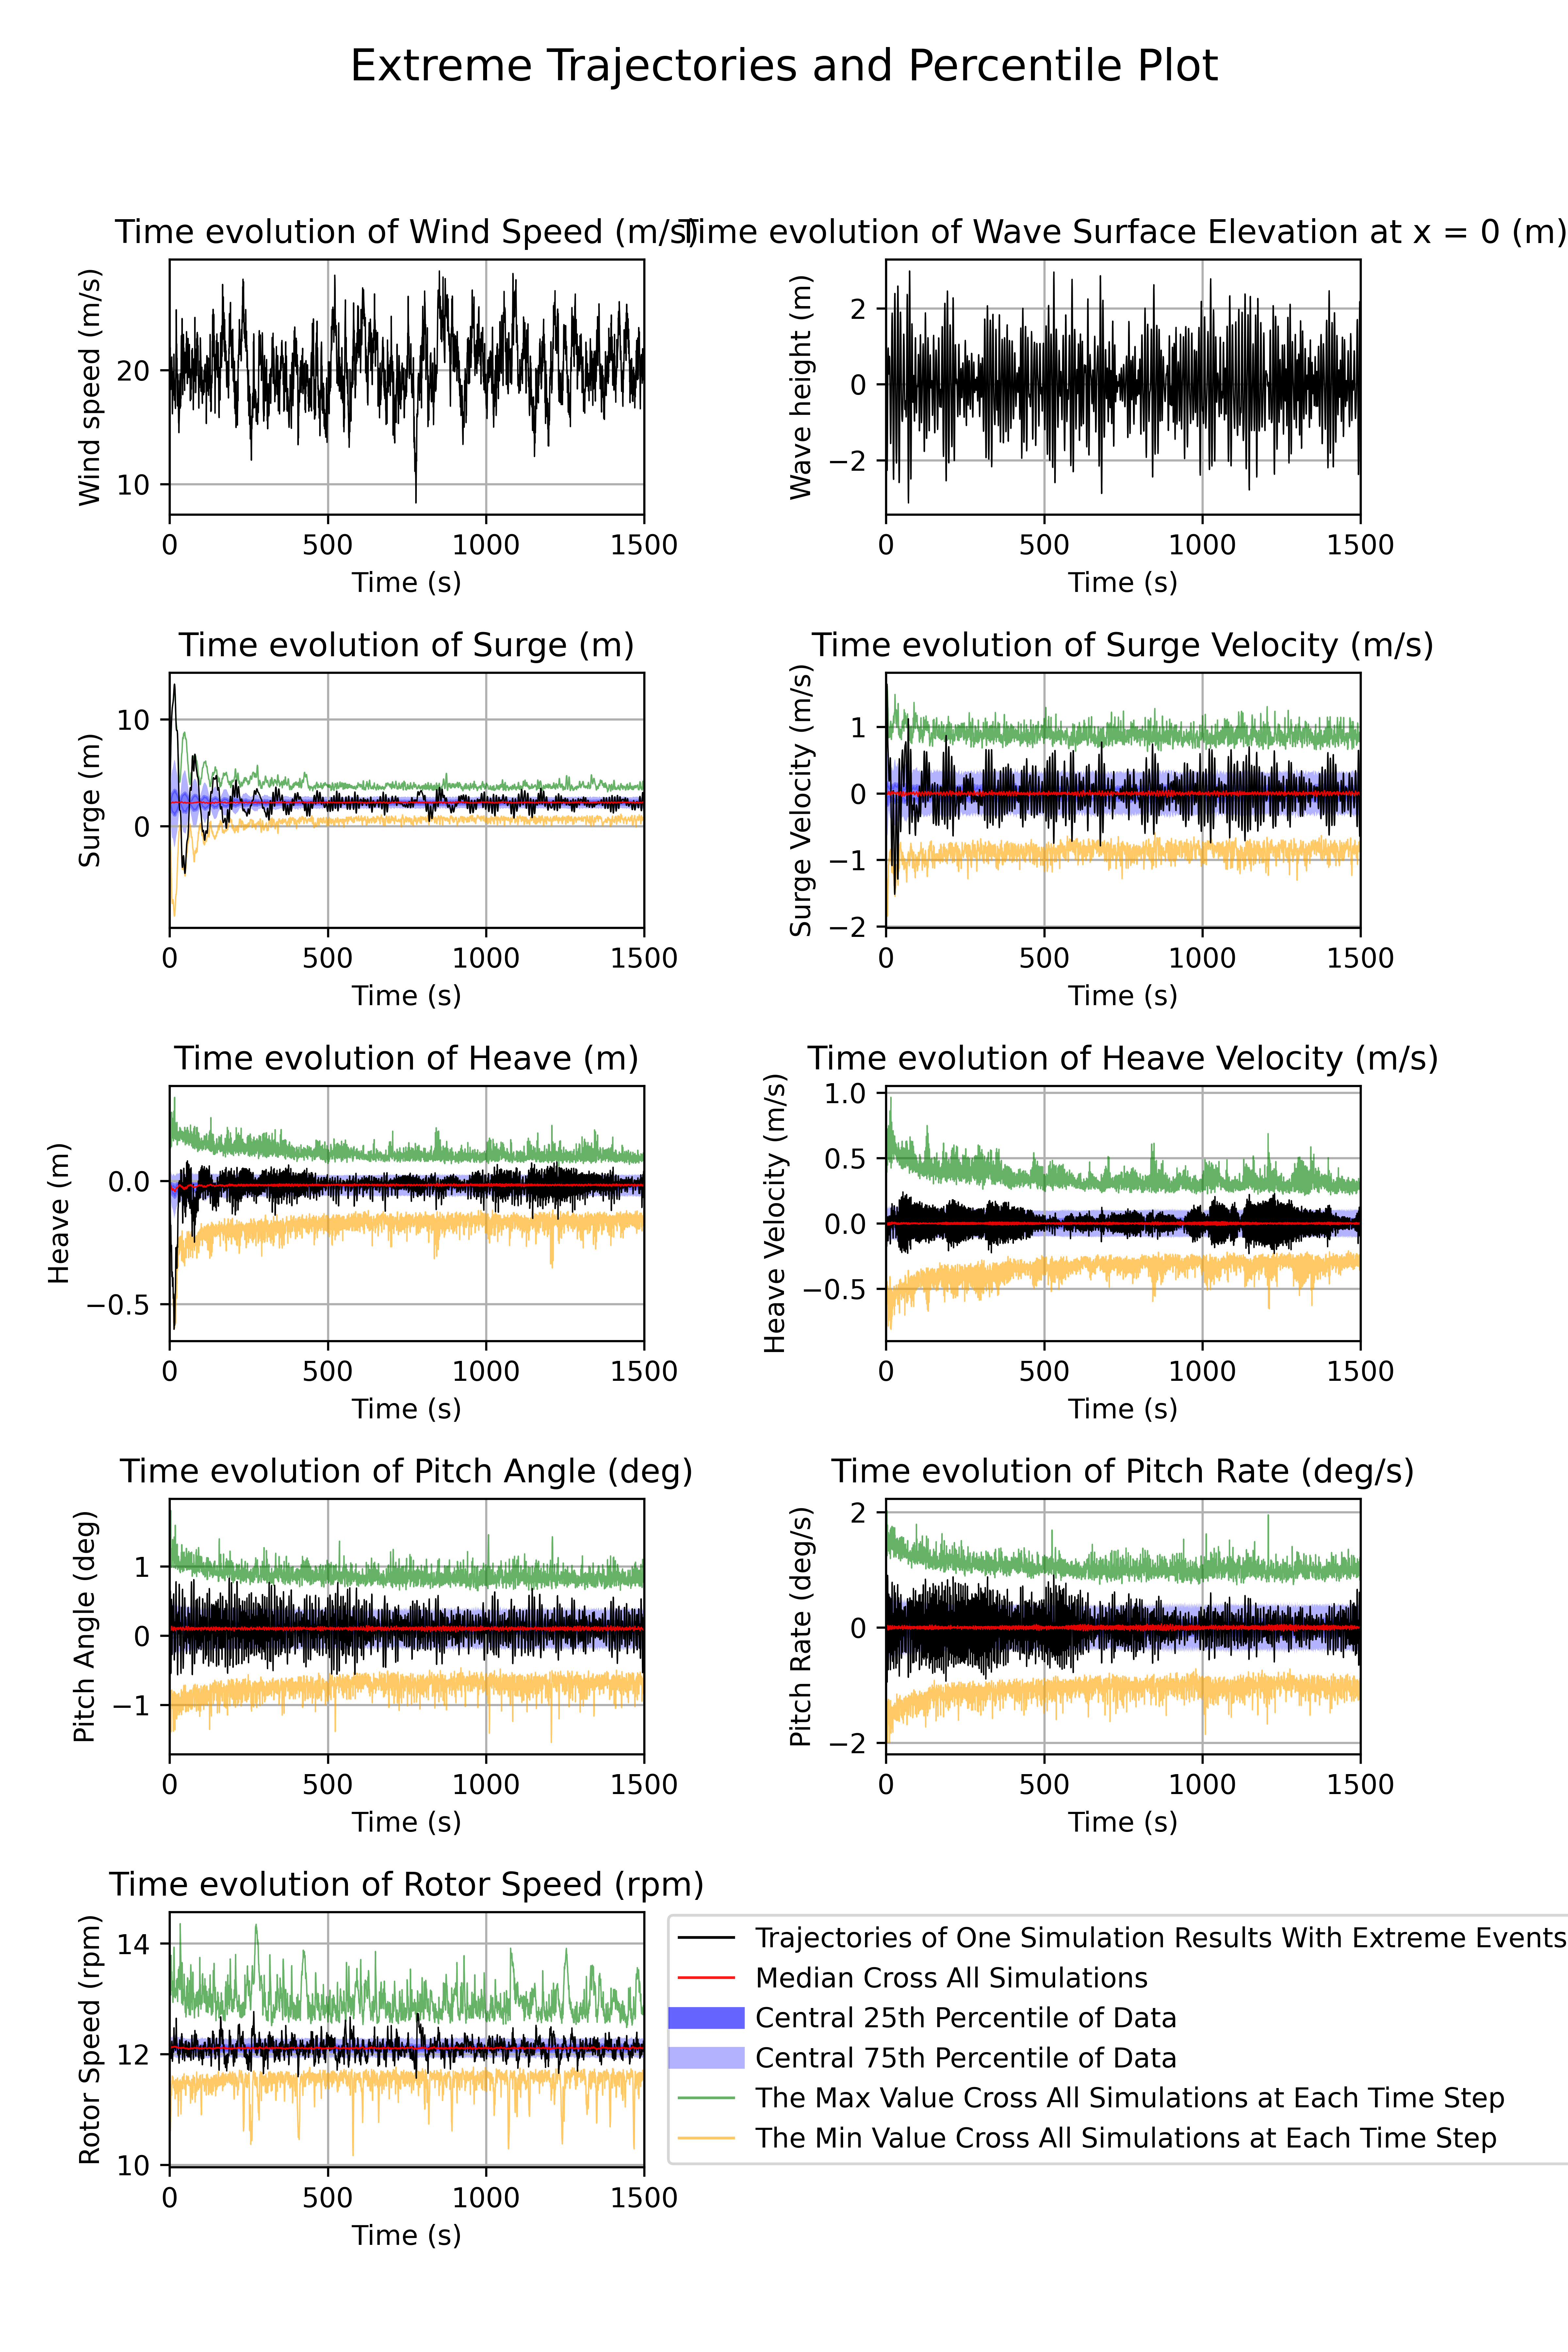 Extreme Trajectories and Percentile Plot
Time evolution of Wind Speed (m/s)
Wind speed (m/s)
20
10
0 500 1000 1500
Time (s)
Time evolution of Wave Surface Elevation at x = 0 (m)
Wave height (m)
2
0
−2
0 500 1000 1500
Time (s)
Time evolution of Surge (m)
Surge (m)
10
0
0 500 1000 1500
Time (s)
Time evolution of Surge Velocity (m/s)
Surge Velocity (m/s)
1
0
−1
−2
0 500 1000 1500
Time (s)
Time evolution of Heave (m)
Heave (m)
0.0
−0.5
0 500 1000 1500
Time (s)
Time evolution of Heave Velocity (m/s)
Heave Velocity (m/s)
1.0
0.5
0.0
−0.5
0 500 1000 1500
Time (s)
Time evolution of Pitch Angle (deg)
Pitch Angle (deg)
1
0
−1
0 500 1000 1500
Time (s)
Time evolution of Pitch Rate (deg/s)
Pitch Rate (deg/s)
2
0
−2
0 500 1000 1500
Time (s)
Time evolution of Rotor Speed (rpm)
Rotor Speed (rpm)
14
12
10
0 500 1000 1500
Time (s)
Trajectories of One Simulation Results With Extreme Events
Median Cross All Simulations
Central 25th Percentile of Data
Central 75th Percentile of Data
The Max Value Cross All Simulations at Each Time Step
The Min Value Cross All Simulations at Each Time Step